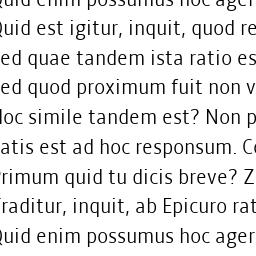 Quid enim possumus hoc ager
Quid est igitur, inquit, quod re
ed quae tandem ista ratio es
ed quod proximum fuit non v
Hoc simile tandem est? Non p
atis est ad hoc responsum. Co
Primum quid tu dicis breve? Z
raditur, inquit, ab Epicuro rat
Quid enim possumus hoc ager